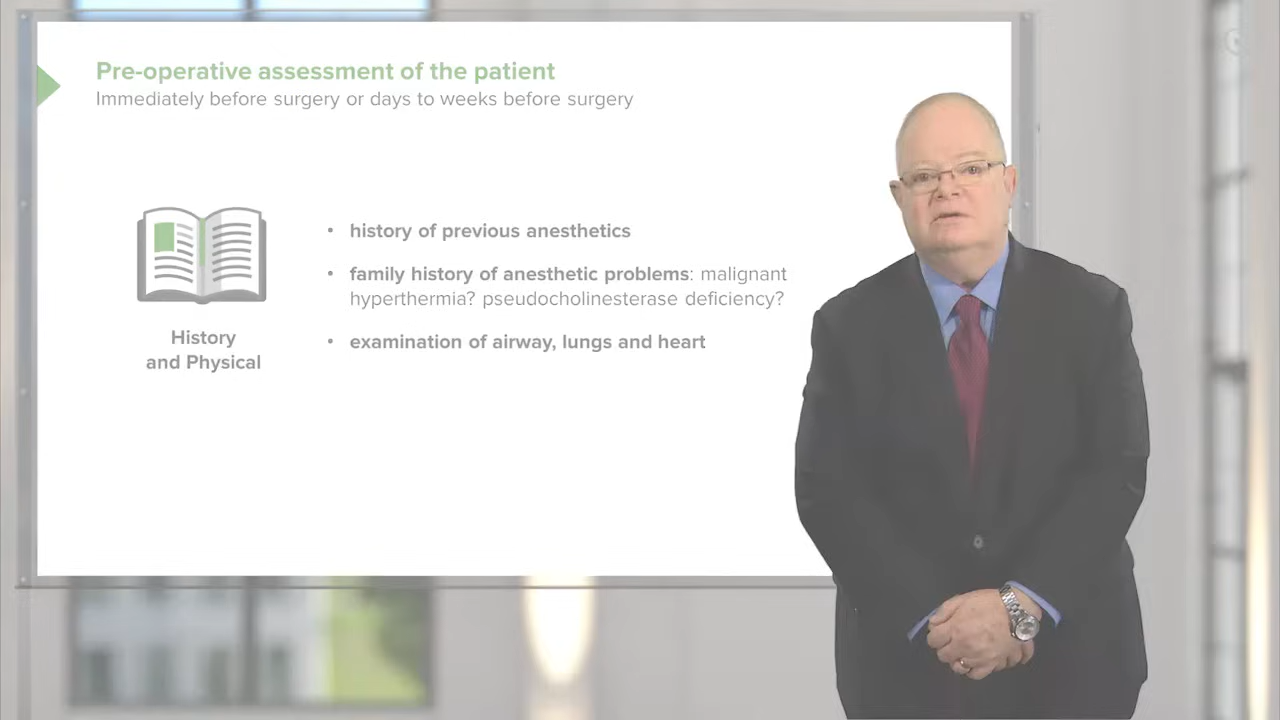 Pre-operative assessment of the patient
Immediately before surgery or days to weeks before surgery
History
and Physical
• history of previous anesthetics
• family history of anesthetic problems: malignant
hyperthermia? pseudocholinesterase deficiency?
• examination of airway, lungs and heart